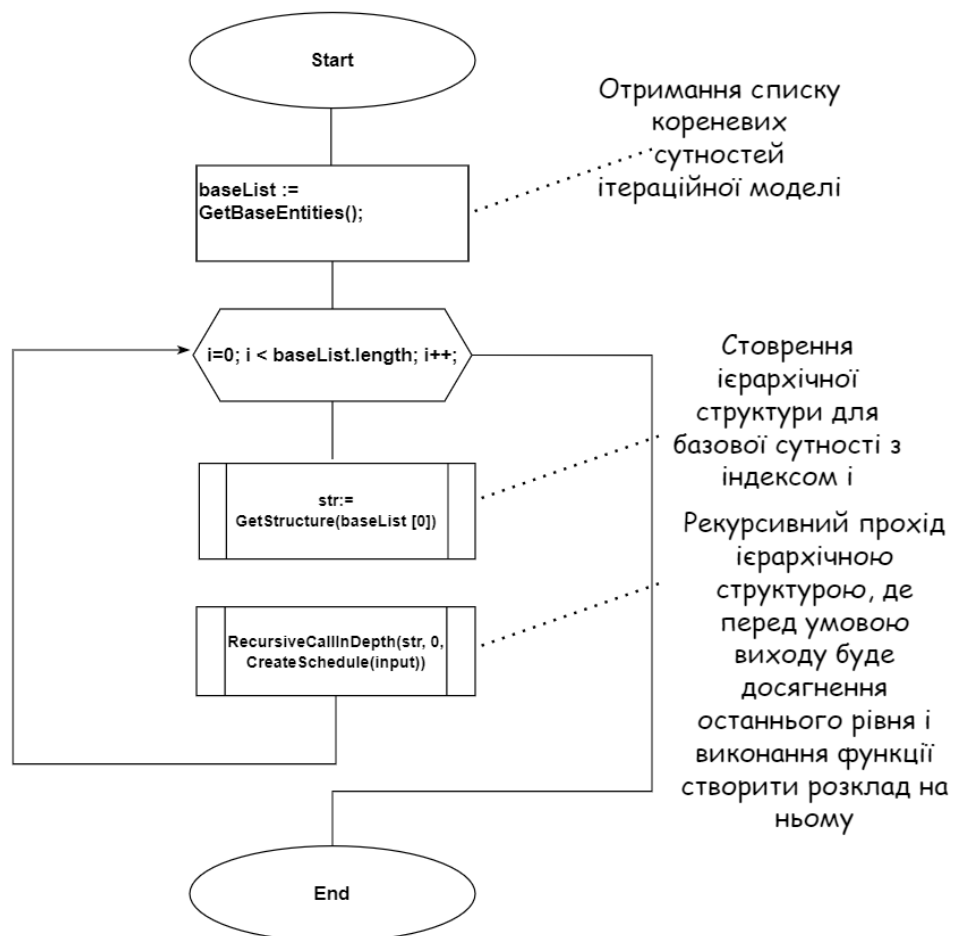 Start
Отримання списку
кореневих
сутностей
ітераційної моделі
baseList :=
GetBaseEntities();
i=0; i < baseList.length; i++;
Стоврення
ієрархічної
структури для
базової сутності з
індексом і
str:=
GetStructure(baseList [0])
Рекурсивний прохід
ієрархічною
структурою, де
перед умовою
виходу буде
досягнення
останнього рівня і
виконання функції
створити розклад на
ньому
RecursiveCallInDepth(str, 0,
CreateSchedule(input))
End